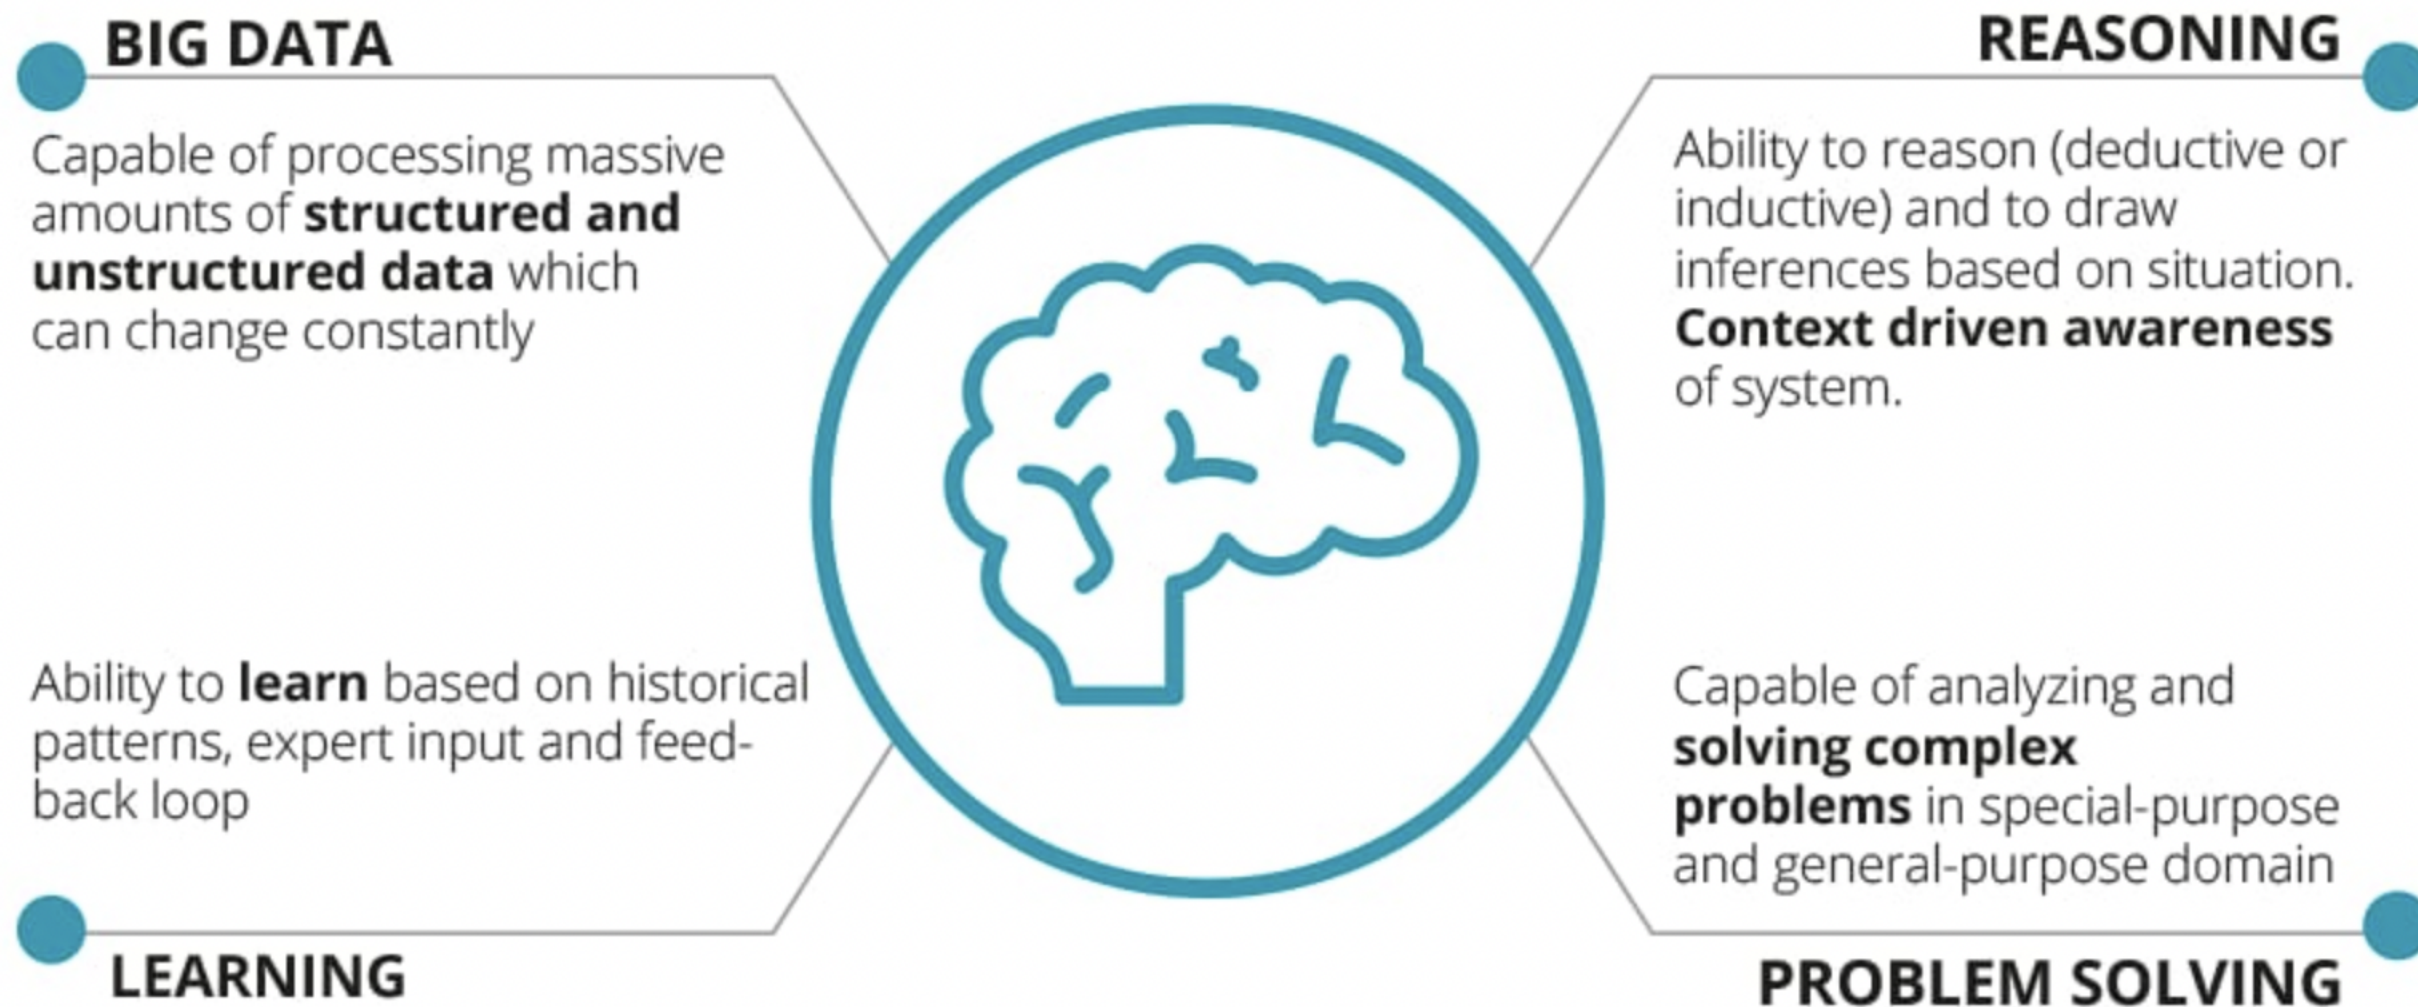 BIG DATA
Capable of processing massive
amounts of structured and
unstructured data which
can change constantly
REASONING
Ability to reason (deductive or
inductive) and to draw
inferences based on situation.
Context driven awareness
of system.
Ability to learn based on historical
patterns, expert input and feed-
back loop
LEARNING
Capable of analyzing and
solving complex
problems in special-purpose
and general-purpose domain
PROBLEM SOLVING